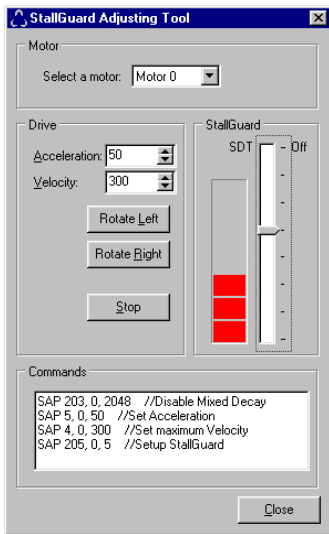 StallGuard Adjusting Tool
Motor
Select a motor: Motor 0
Drive
Acceleration: 50
Velocity: 300
Rotate Left
Rotate Right
Stop
StallGuard
SDT Off
Commands
SAP 203, 0, 2048 //Disable Mixed Decay
SAP 5, 0, 50 //Set Acceleration
SAP 4, 0, 300 //Set maximum Velocity
SAP 205, 0, 5 //Setup StallGuard
Close